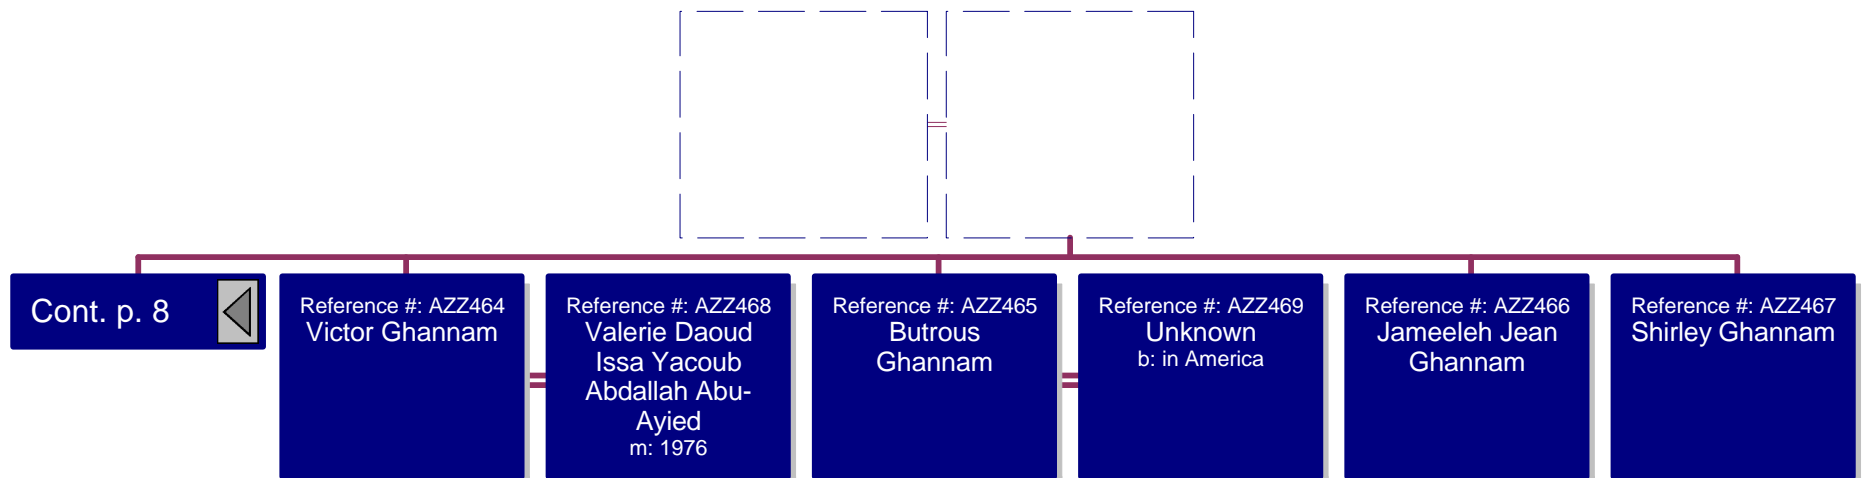 Cont. p. 8
Reference #: AZZ464
Victor Ghannam
Reference #: AZZ468
Valerie Daoud
Issa Yacoub
Abdallah Abu-
Ayied
m: 1976
Reference #: AZZ465
Butrous
Ghannam
Reference #: AZZ469
Unknown
b: in America
Reference #: AZZ466
Jameeleh Jean
Ghannam
Reference #: AZZ467
Shirley Ghannam